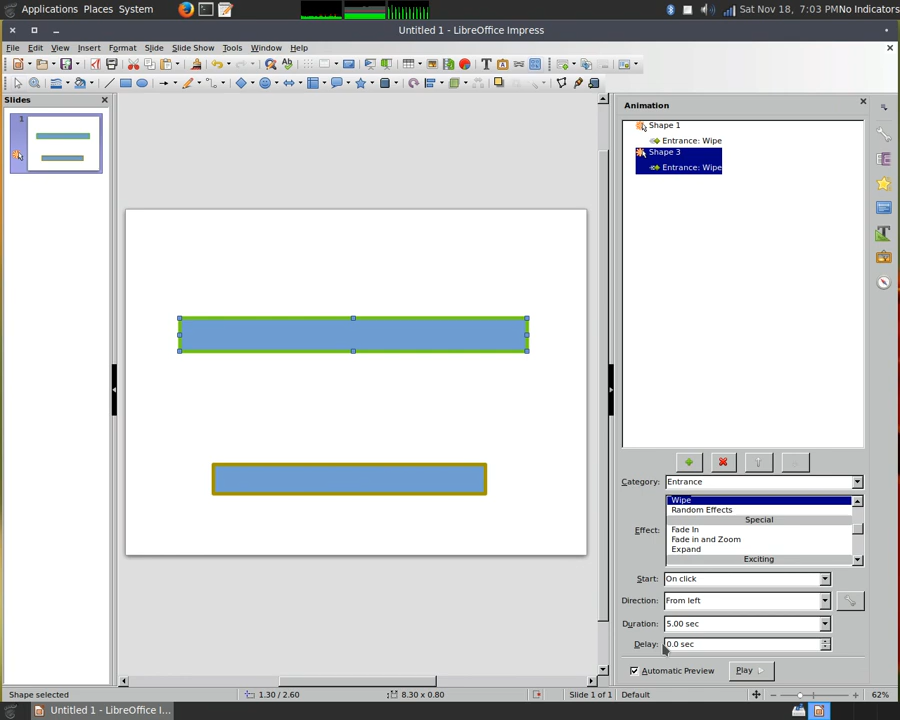 Applications Places System
Sat Nov 18, 7:03 PM No Indicators
Untitled 1 - LibreOffice Impress
File Edit View Insert Format Slide Slide Show Tools Window Help
Slides
1
Animation
Shape 1
Entrance: Wipe
Shape 3
Entrance: Wipe
Category: Entrance
Effect:
Wipe
Random Effects
Special
Fade In
Fade in and Zoom
Expand
Exciting
Start: On click
Direction: From left
Duration: 5.00 sec
Delay: 0.0 sec
Automatic Preview
Play
Shape selected
1.30 / 2.60
8.30 x 0.80
Slide 1 of 1
Default
62%
Untitled 1 - LibreOffice I...